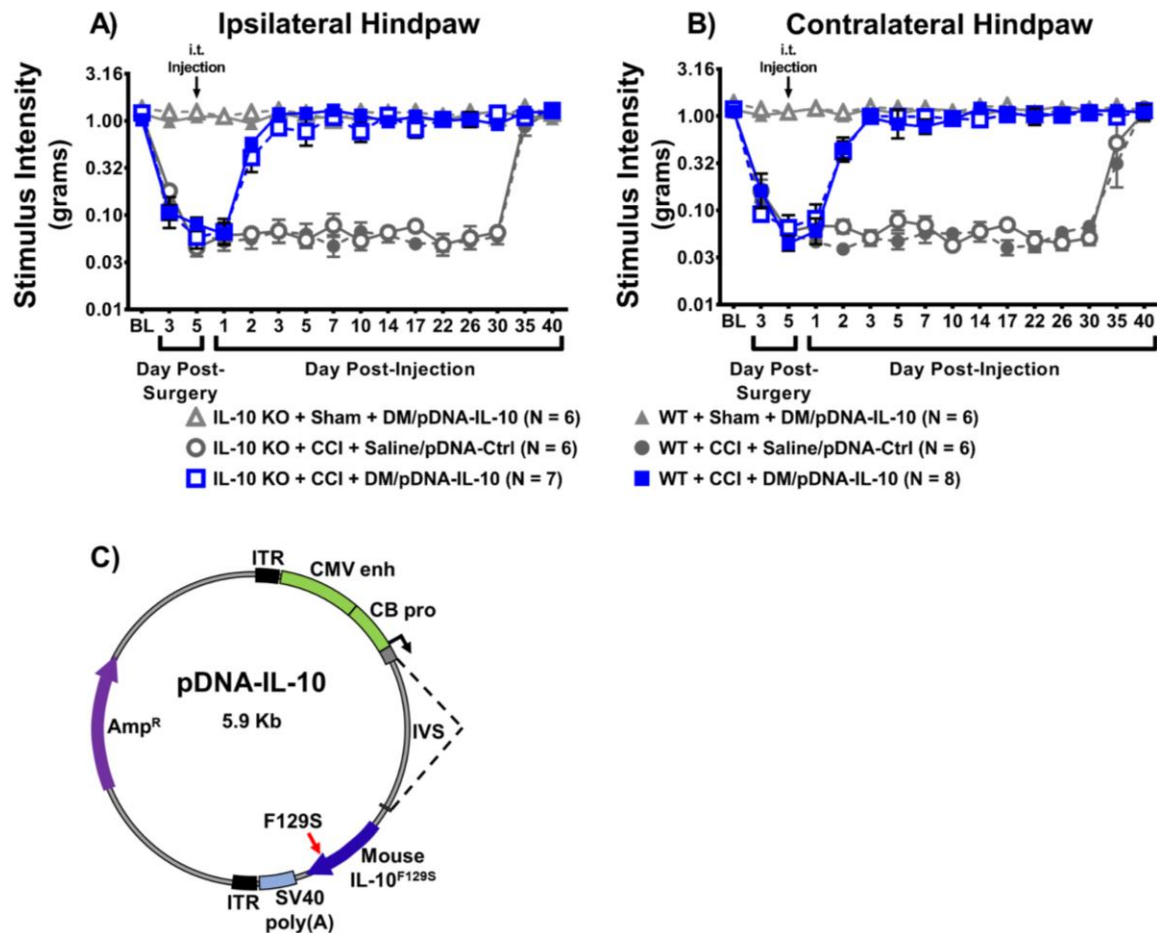 A) Ipsilateral Hindpaw
i.t.
Injection
Stimulus Intensity
(grams)
3.16
1.00
0.32
0.10
0.03
0.01
BL 3 5 1 2 3 5 7 10 14 17 22 26 30 35 40
Day Post-
Surgery
Day Post-Injection
B) Contralateral Hindpaw
i.t.
Injection
Stimulus Intensity
(grams)
3.16
1.00
0.32
0.10
0.03
0.01
BL 3 5 1 2 3 5 7 10 14 17 22 26 30 35 40
Day Post-
Surgery
Day Post-Injection
IL-10 KO + Sham + DM/pDNA-IL-10 (N = 6)
IL-10 KO + CCI + Saline/pDNA-Ctrl (N = 6)
IL-10 KO + CCI + DM/pDNA-IL-10 (N = 7)
WT + Sham + DM/pDNA-IL-10 (N = 6)
WT + CCI + Saline/pDNA-Ctrl (N = 6)
WT + CCI + DM/pDNA-IL-10 (N = 8)
C)
ITR
CMV enh
CB pro
pDNA-IL-10
5.9 Kb
AmpR
IVS
F129S
Mouse
IL-10F129S
SV40
poly(A)
ITR